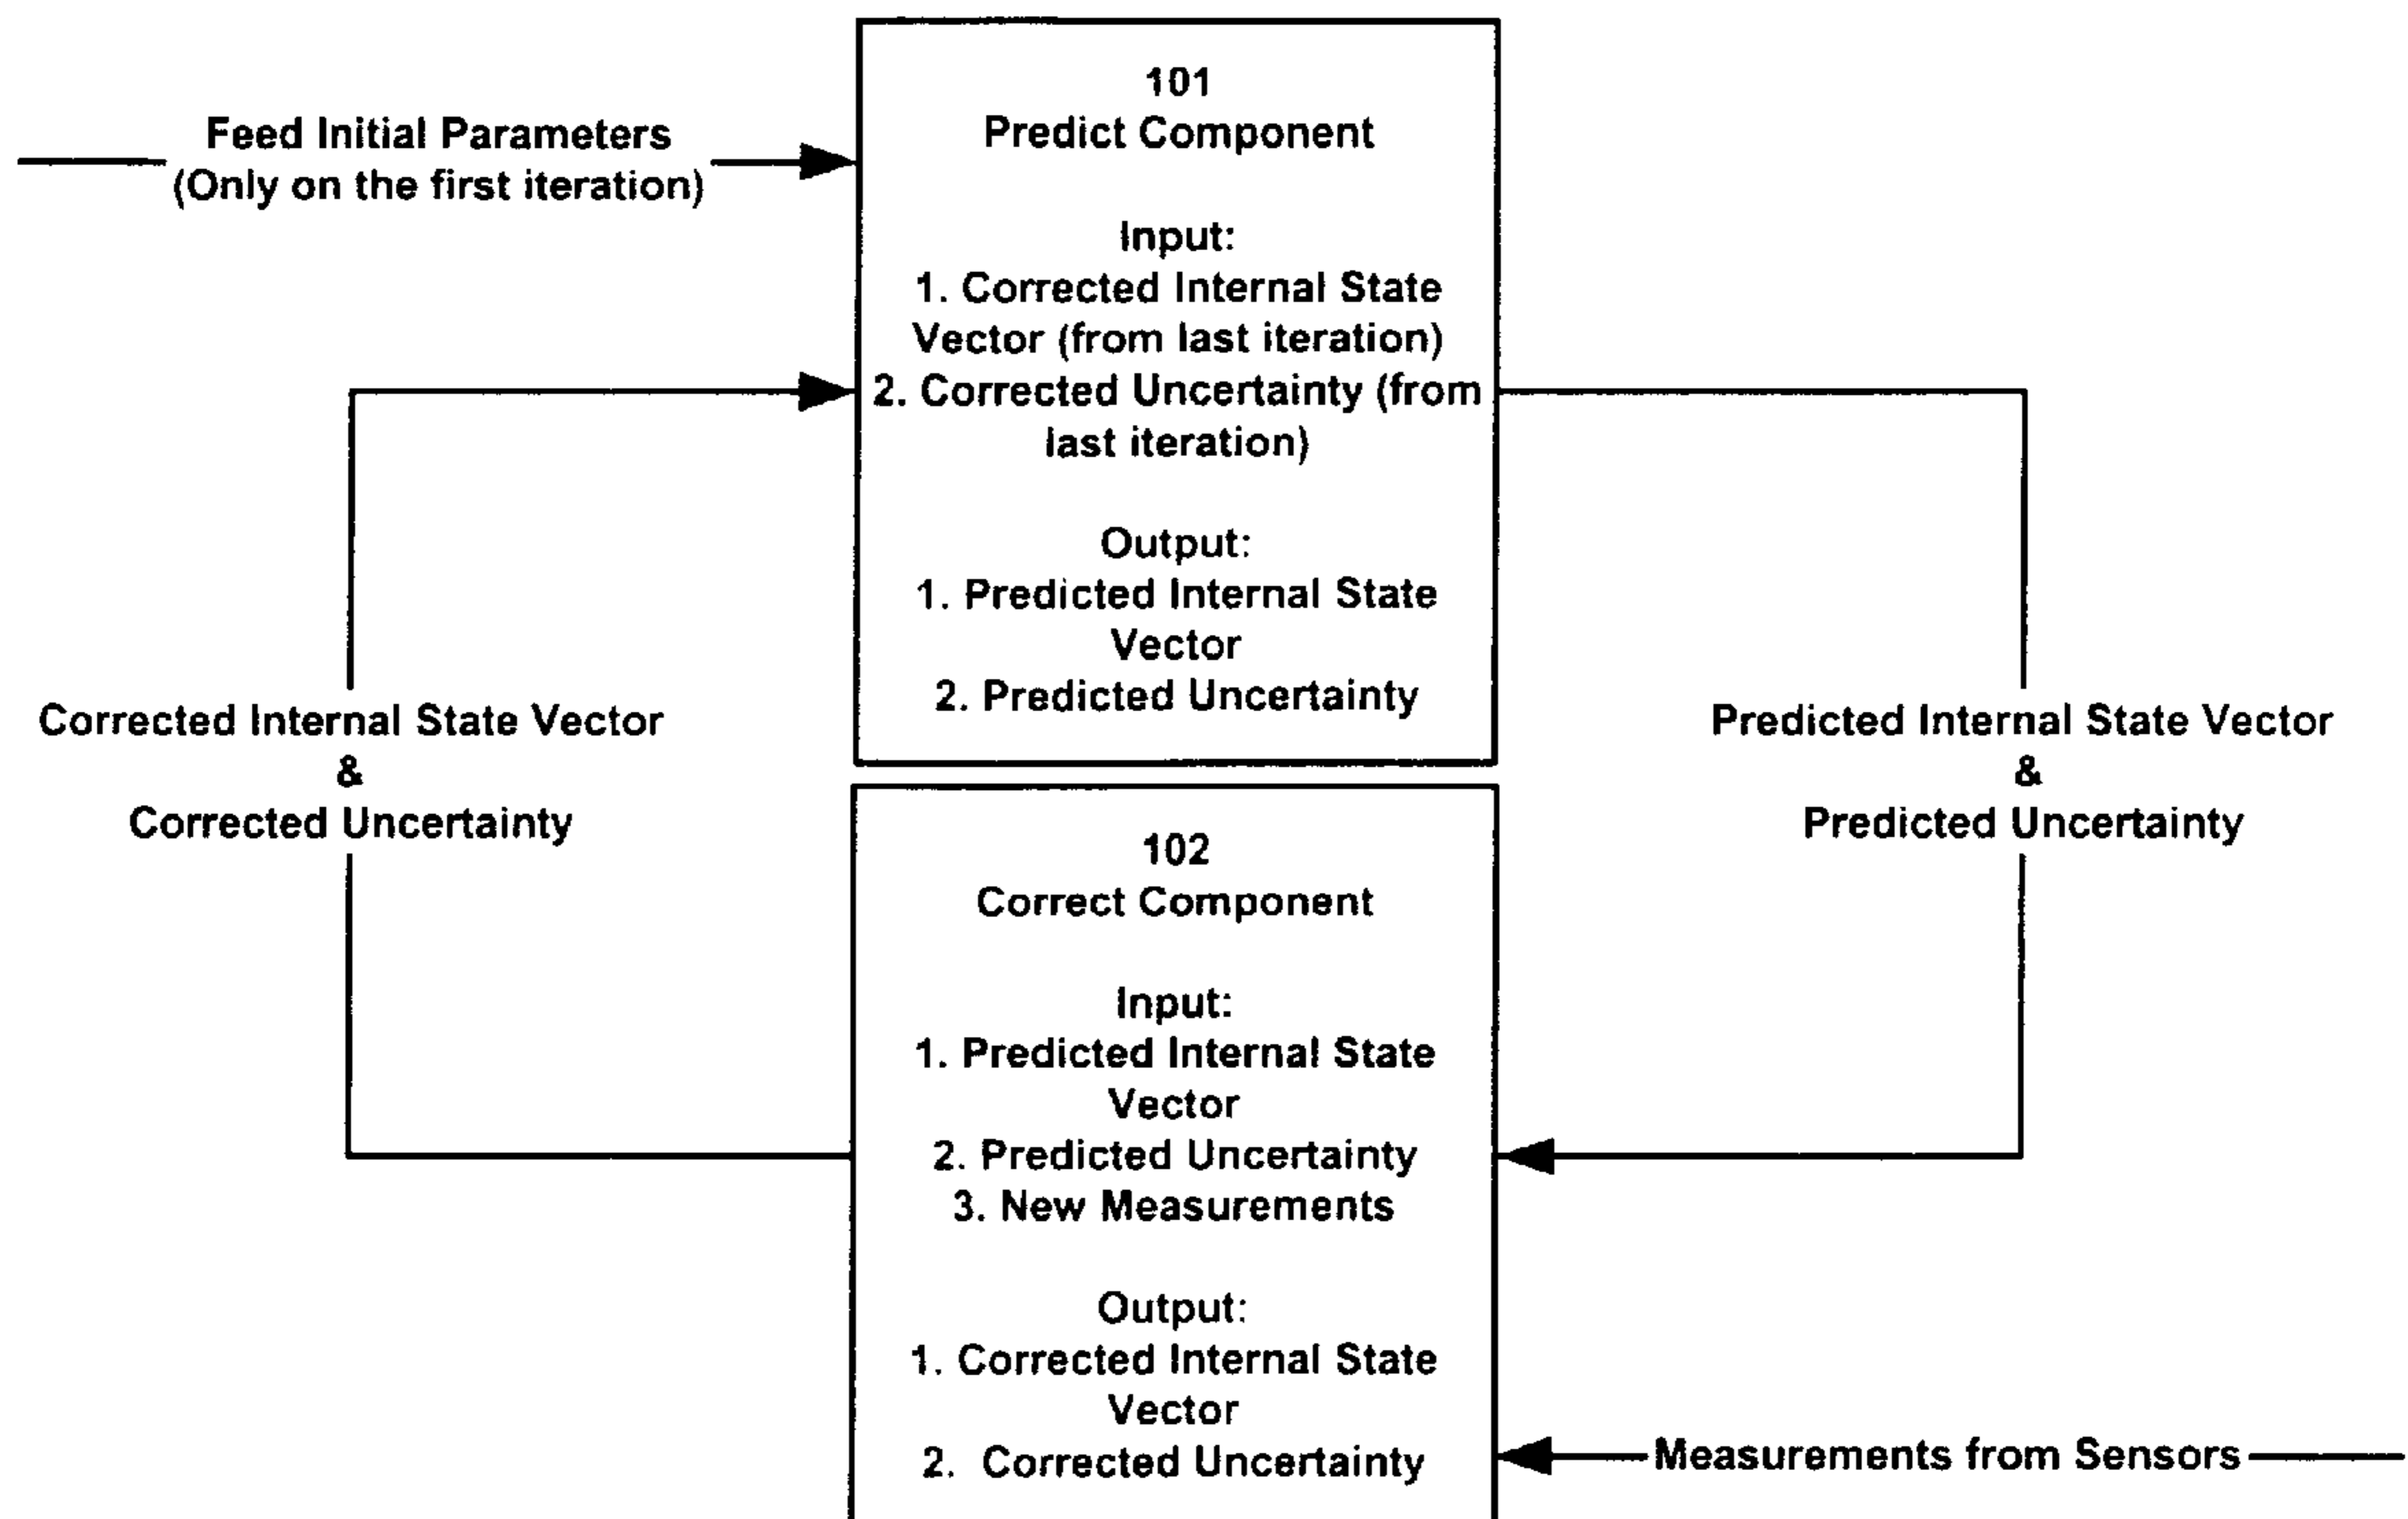 Feed Initial Parameters
(Only on the first iteration)
101
Predict Component
Input:
1. Corrected Internal State
Vector (from last iteration)
2. Corrected Uncertainty (from
last iteration)
Output:
1. Predicted Internal State
Vector
2. Predicted Uncertainty
Corrected Internal State Vector
&
Corrected Uncertainty
Predicted Internal State Vector
&
Predicted Uncertainty
102
Correct Component
Input:
1. Predicted Internal State
Vector
2. Predicted Uncertainty
3. New Measurements
Output:
1. Corrected Internal State
Vector
2. Corrected Uncertainty
Measurements from Sensors